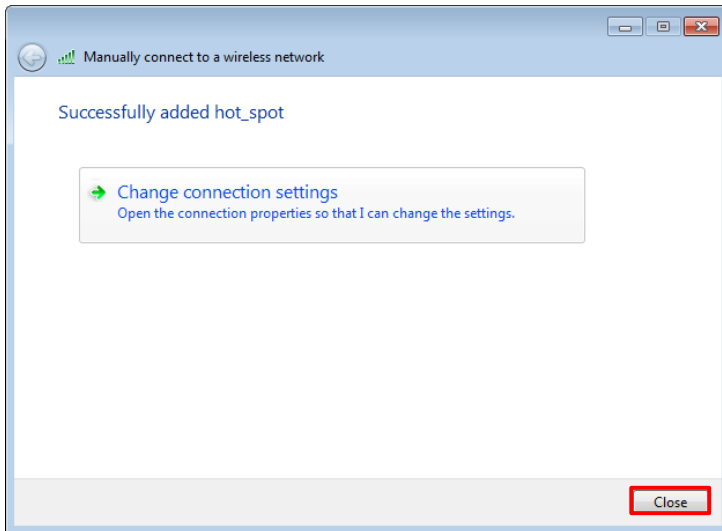 Manually connect to a wireless network
Successfully added hot_spot
Change connection settings
Open the connection properties so that I can change the settings.
Close